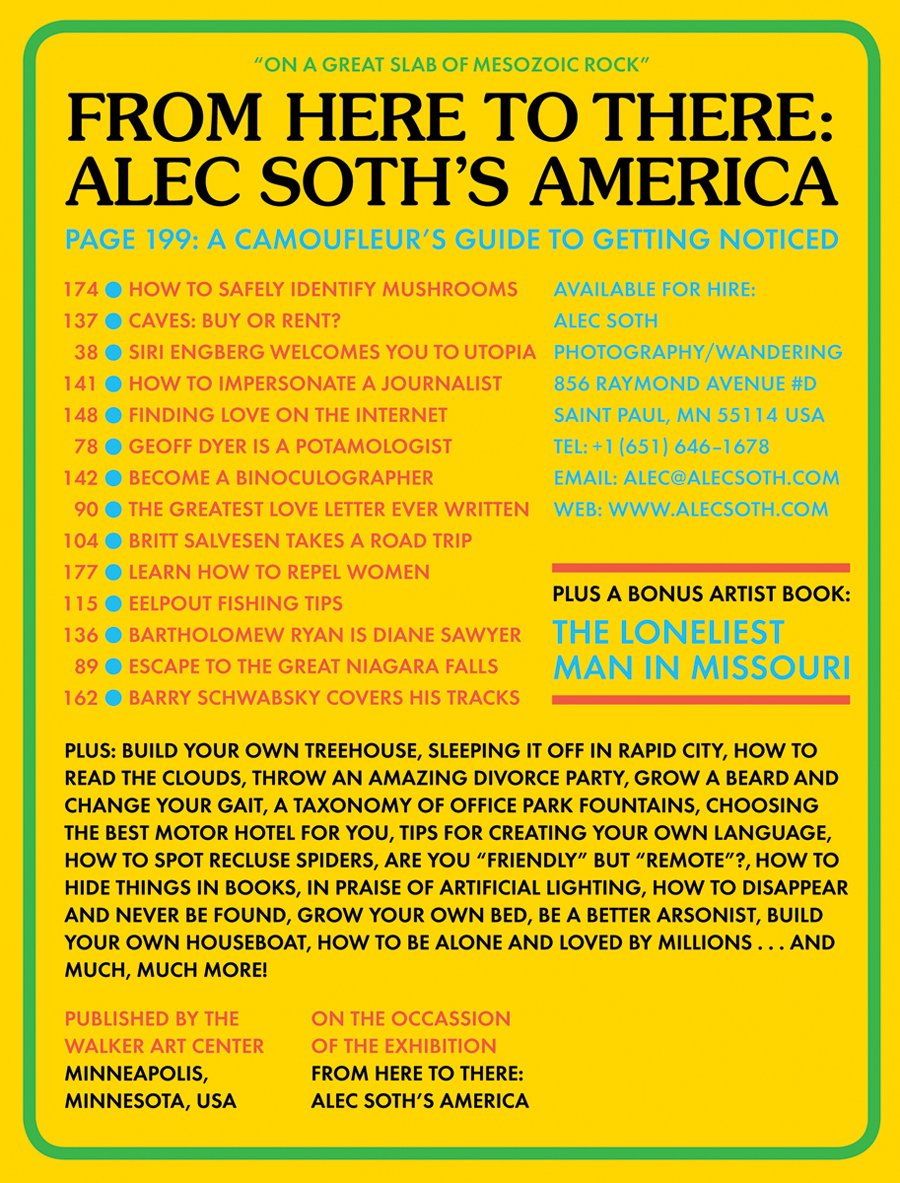 “ON A GREAT SLAB OF MESOZOIC ROCK”
FROM HERE TO THERE:
ALEC SOTH’S AMERICA
PAGE 199: A CAMOUFLEUR’S GUIDE TO GETTING NOTICED
174 ● HOW TO SAFELY IDENTIFY MUSHROOMS
137 ● CAVES: BUY OR RENT?
38 ● SIRI ENGBERG WELCOMES YOU TO UTOPIA
141 ● HOW TO IMPERSONATE A JOURNALIST
148 ● FINDING LOVE ON THE INTERNET
78 ● GEOFF DYER IS A POTAMOLOGIST
142 ● BECOME A BINOCULOGRAPHER
90 ● THE GREATEST LOVE LETTER EVER WRITTEN
104 ● BRITT SALVESEN TAKES A ROAD TRIP
177 ● LEARN HOW TO REPEL WOMEN
115 ● EELPOUT FISHING TIPS
136 ● BARTHOLOMEW RYAN IS DIANE SAWYER
89 ● ESCAPE TO THE GREAT NIAGARA FALLS
162 ● BARRY SCHWABSKY COVERS HIS TRACKS
AVAILABLE FOR HIRE:
ALEC SOTH
PHOTOGRAPHY/WANDERING
856 RAYMOND AVENUE #D
SAINT PAUL, MN 55114 USA
TEL: +1 (651) 646–1678
EMAIL: ALEC@ALECSOTH.COM
WEB: WWW.ALECSOTH.COM
PLUS A BONUS ARTIST BOOK:
THE LONELIEST
MAN IN MISSOURI
PLUS: BUILD YOUR OWN TREEHOUSE, SLEEPING IT OFF IN RAPID CITY, HOW TO
READ THE CLOUDS, THROW AN AMAZING DIVORCE PARTY, GROW A BEARD AND
CHANGE YOUR GAIT, A TAXONOMY OF OFFICE PARK FOUNTAINS, CHOOSING
THE BEST MOTOR HOTEL FOR YOU, TIPS FOR CREATING YOUR OWN LANGUAGE,
HOW TO SPOT RECLUSE SPIDERS, ARE YOU “FRIENDLY” BUT “REMOTE”?, HOW TO
HIDE THINGS IN BOOKS, IN PRAISE OF ARTIFICIAL LIGHTING, HOW TO DISAPPEAR
AND NEVER BE FOUND, GROW YOUR OWN BED, BE A BETTER ARSONIST, BUILD
YOUR OWN HOUSEBOAT, HOW TO BE ALONE AND LOVED BY MILLIONS . . . AND
MUCH, MUCH MORE!
PUBLISHED BY THE
WALKER ART CENTER
MINNEAPOLIS,
MINNESOTA, USA
ON THE OCCASSION
OF THE EXHIBITION
FROM HERE TO THERE:
ALEC SOTH’S AMERICA